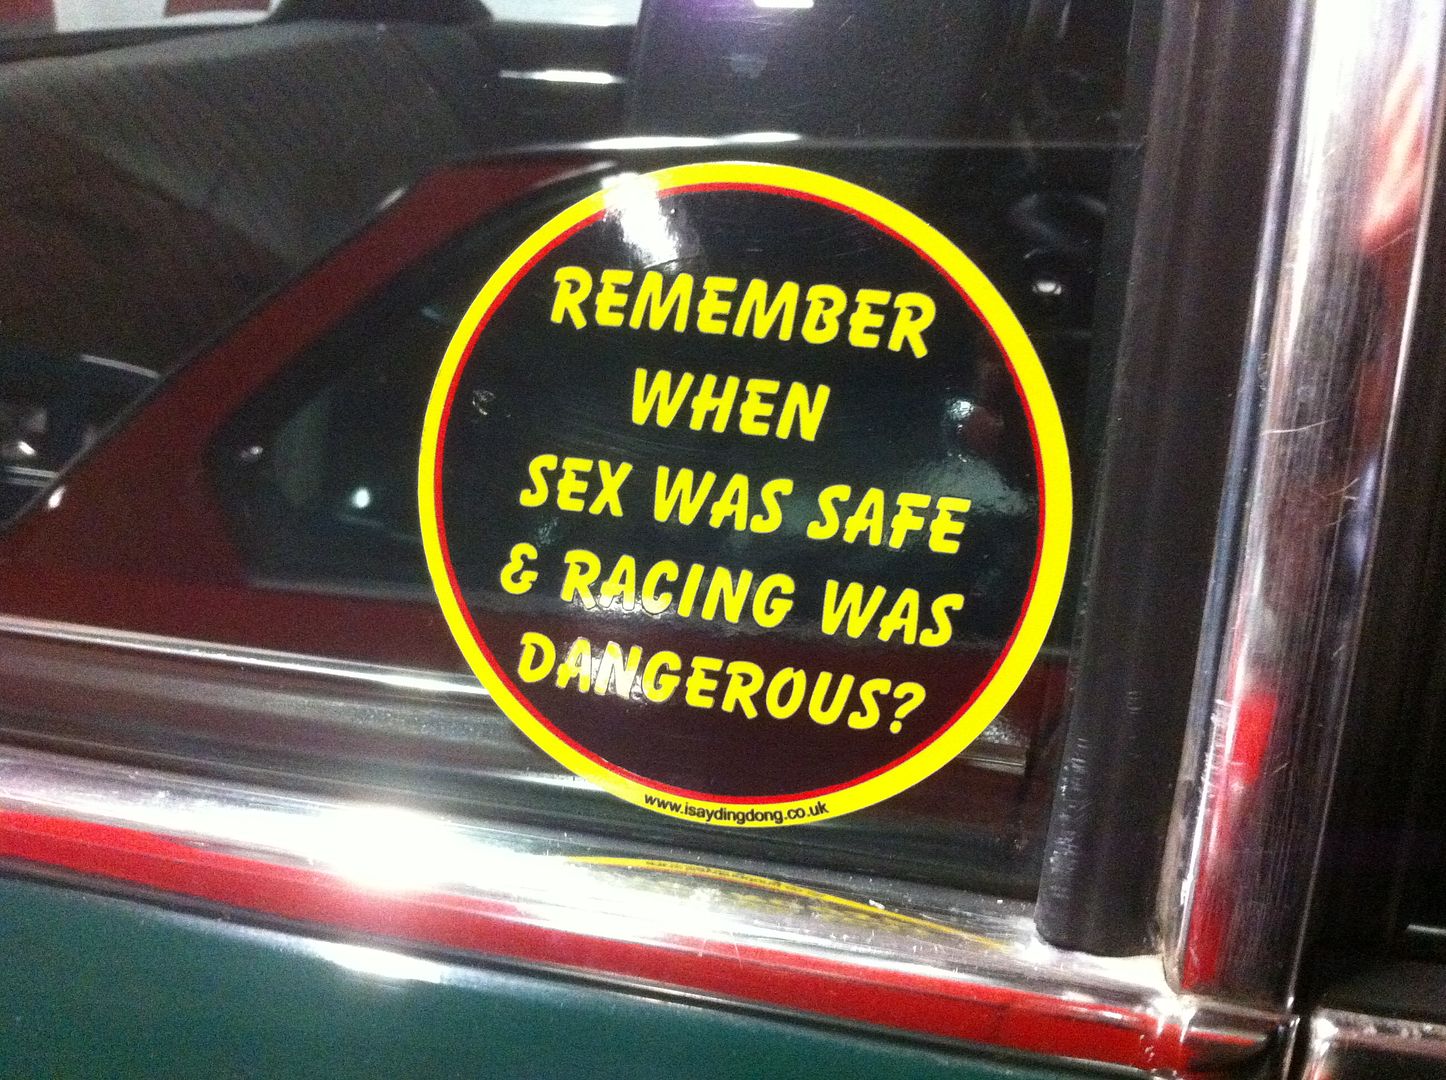 REMEMBER
WHEN
SEX WAS SAFE
& RACING WAS
DANGEROUS?
www.isaydingdong.co.uk